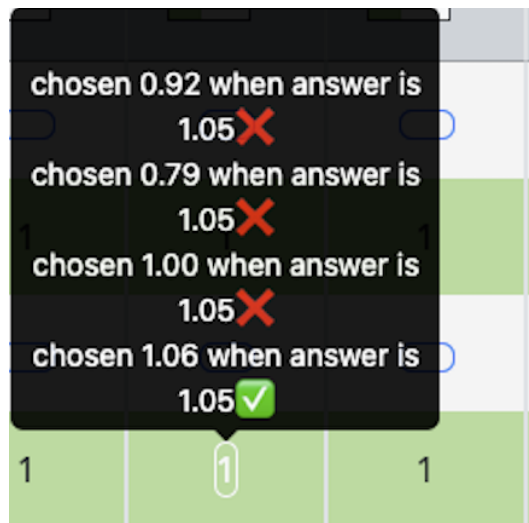 chosen 0.92 when answer is
1.05❌
chosen 0.79 when answer is
1.05❌
chosen 1.00 when answer is
1.05❌
chosen 1.06 when answer is
1.05✅
1 1 1
1 1 1